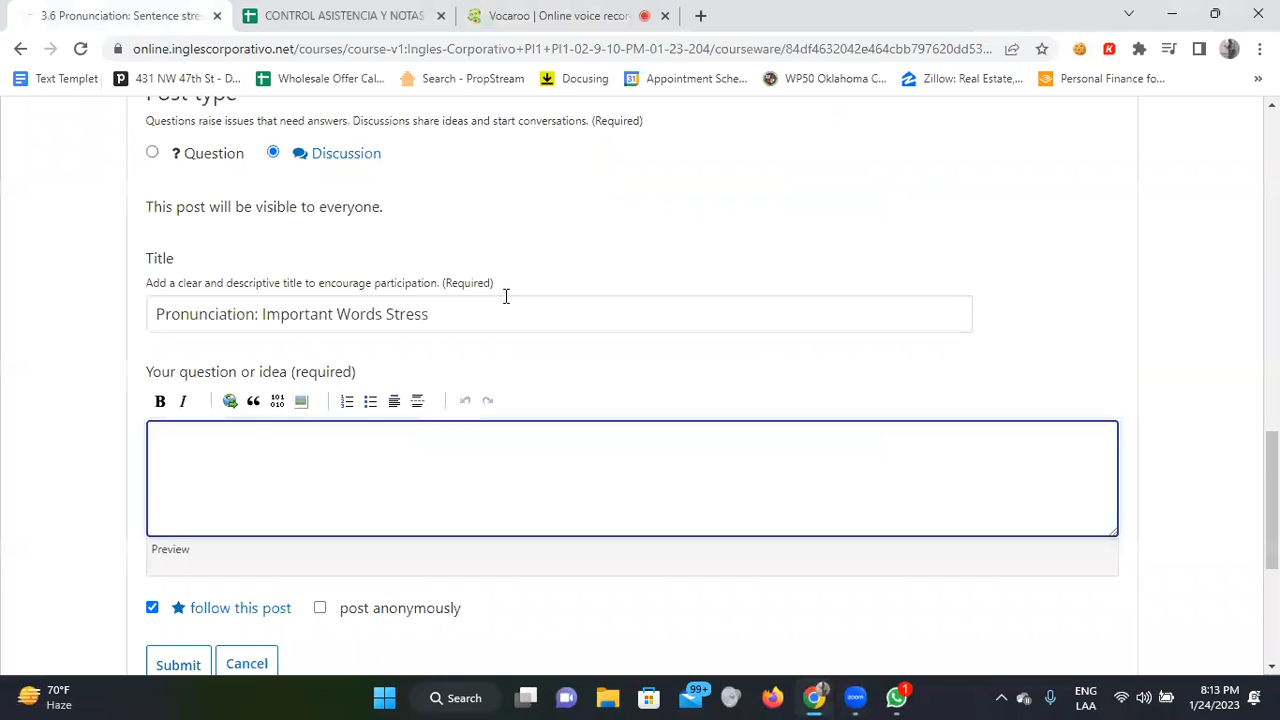 3.6 Pronunciation: Sentence stre
CONTROL ASISTENCIA Y NOTAS
Vocaroo | Online voice recor
online.inglescorporativo.net/courses/course-v1:Ingles-Corporativo+PI1+PI1-02-9-10-PM-01-23-204/courseware/84df4632042e464cbb797620dd53...
Text Templet
431 NW 47th St - D...
Wholesale Offer Cal...
Search - PropStream
Docusing
Appointment Sche...
WP50 Oklahoma C...
Zillow: Real Estate,...
Personal Finance fo...
»
Post type
Questions raise issues that need answers. Discussions share ideas and start conversations. (Required)
? Question
Discussion
This post will be visible to everyone.
Title
Add a clear and descriptive title to encourage participation. (Required)
Pronunciation: Important Words Stress
Your question or idea (required)
B I
101
010
Preview
follow this post
post anonymously
Submit
Cancel
70°F
Haze
Search
99+
1
ENG
LAA
8:13 PM
1/24/2023